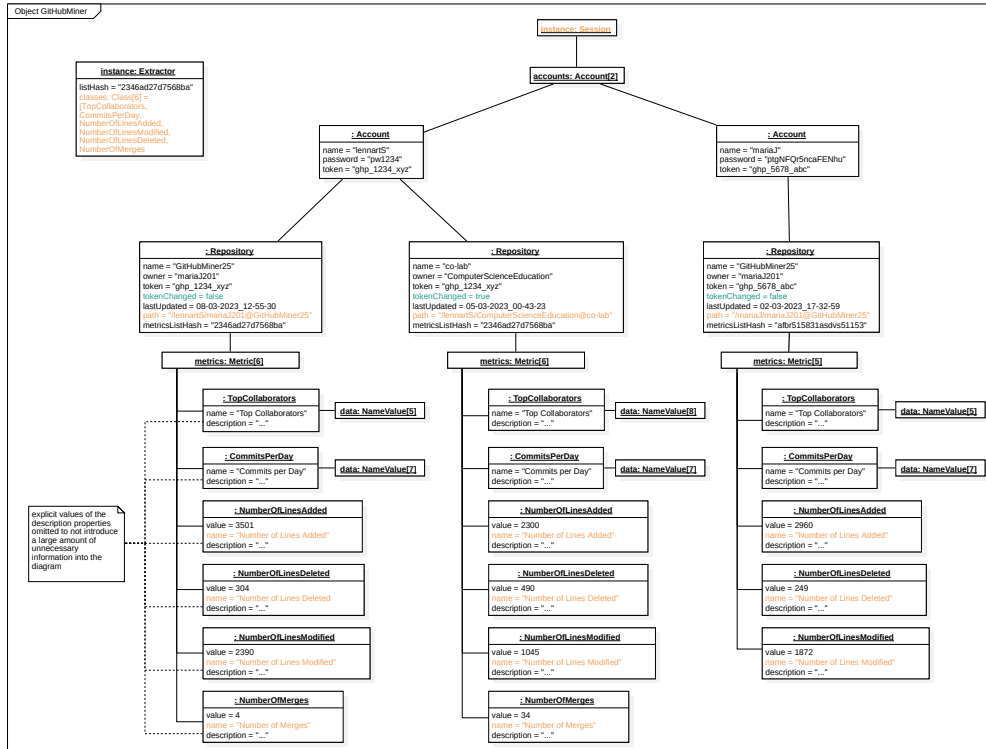 Object GitHubMiner
instance: Session
accounts: Account[2]
instance: Extractor
listHash = "2346ad27d7568ba"
classes: Class[6] =
[TopCollaborators,
CommitsPerDay,
NumberOfLinesAdded,
NumberOfLinesModified,
NumberOfLinesDeleted,
NumberOfMerges
: Account
name = "lennartS"
password = "pw1234"
token = "ghp_1234_xyz"
: Account
name = "mariaJ"
password = "ptgNFQr5ncaFENhu"
token = "ghp_5678_abc"
: Repository
name = "GitHubMiner25"
owner = "mariaJ201"
token = "ghp_1234_xyz"
tokenChanged = false
lastUpdated = 08-03-2023_12-55-30
path = "/lennartS/mariaJ201@GitHubMiner25"
metricsListHash = "2346ad27d7568ba"
: Repository
name = "co-lab"
owner = "ComputerScienceEducation"
token = "ghp_1234_xyz"
tokenChanged = true
lastUpdated = 05-03-2023_00-43-23
path = "/lennartS/ComputerScienceEducation@co-lab"
metricsListHash = "2346ad27d7568ba"
: Repository
name = "GitHubMiner25"
owner = "mariaJ201"
token = "ghp_5678_abc"
tokenChanged = false
lastUpdated = 02-03-2023_17-32-59
path = "/mariaJ/mariaJ201@GitHubMiner25"
metricsListHash = "afbr515831asdvs51153"
metrics: Metric[6]
: TopCollaborators
name = "Top Collaborators"
description = "..."
data: NameValue[5]
: CommitsPerDay
name = "Commits per Day"
description = "..."
data: NameValue[7]
: NumberOfLinesAdded
value = 3501
name = "Number of Lines Added"
description = "..."
: NumberOfLinesDeleted
value = 304
name = "Number of Lines Deleted
description = "..."
: NumberOfLinesModified
value = 2390
name = "Number of Lines Modified"
description = "..."
: NumberOfMerges
value = 4
name = "Number of Merges"
description = "..."
explicit values of the
description properties
omitted to not introduce
a large amount of
unnecessary
information into the
diagram
metrics: Metric[6]
: TopCollaborators
name = "Top Collaborators"
description = "..."
data: NameValue[8]
: CommitsPerDay
name = "Commits per Day"
description = "..."
data: NameValue[7]
: NumberOfLinesAdded
value = 2300
name = "Number of Lines Added"
description = "..."
: NumberOfLinesDeleted
value = 490
name = "Number of Lines Deleted"
description = "..."
: NumberOfLinesModified
value = 1045
name = "Number of Lines Modified"
description = "..."
: NumberOfMerges
value = 34
name = "Number of Merges"
description = "..."
metrics: Metric[5]
: TopCollaborators
name = "Top Collaborators"
description = "..."
data: NameValue[5]
: CommitsPerDay
name = "Commits per Day"
description = "..."
data: NameValue[7]
: NumberOfLinesAdded
value = 2960
name = "Number of Lines Added"
description = "..."
: NumberOfLinesDeleted
value = 249
name = "Number of Lines Deleted"
description = "..."
: NumberOfLinesModified
value = 1872
name = "Number of Lines Modified"
description = "..."